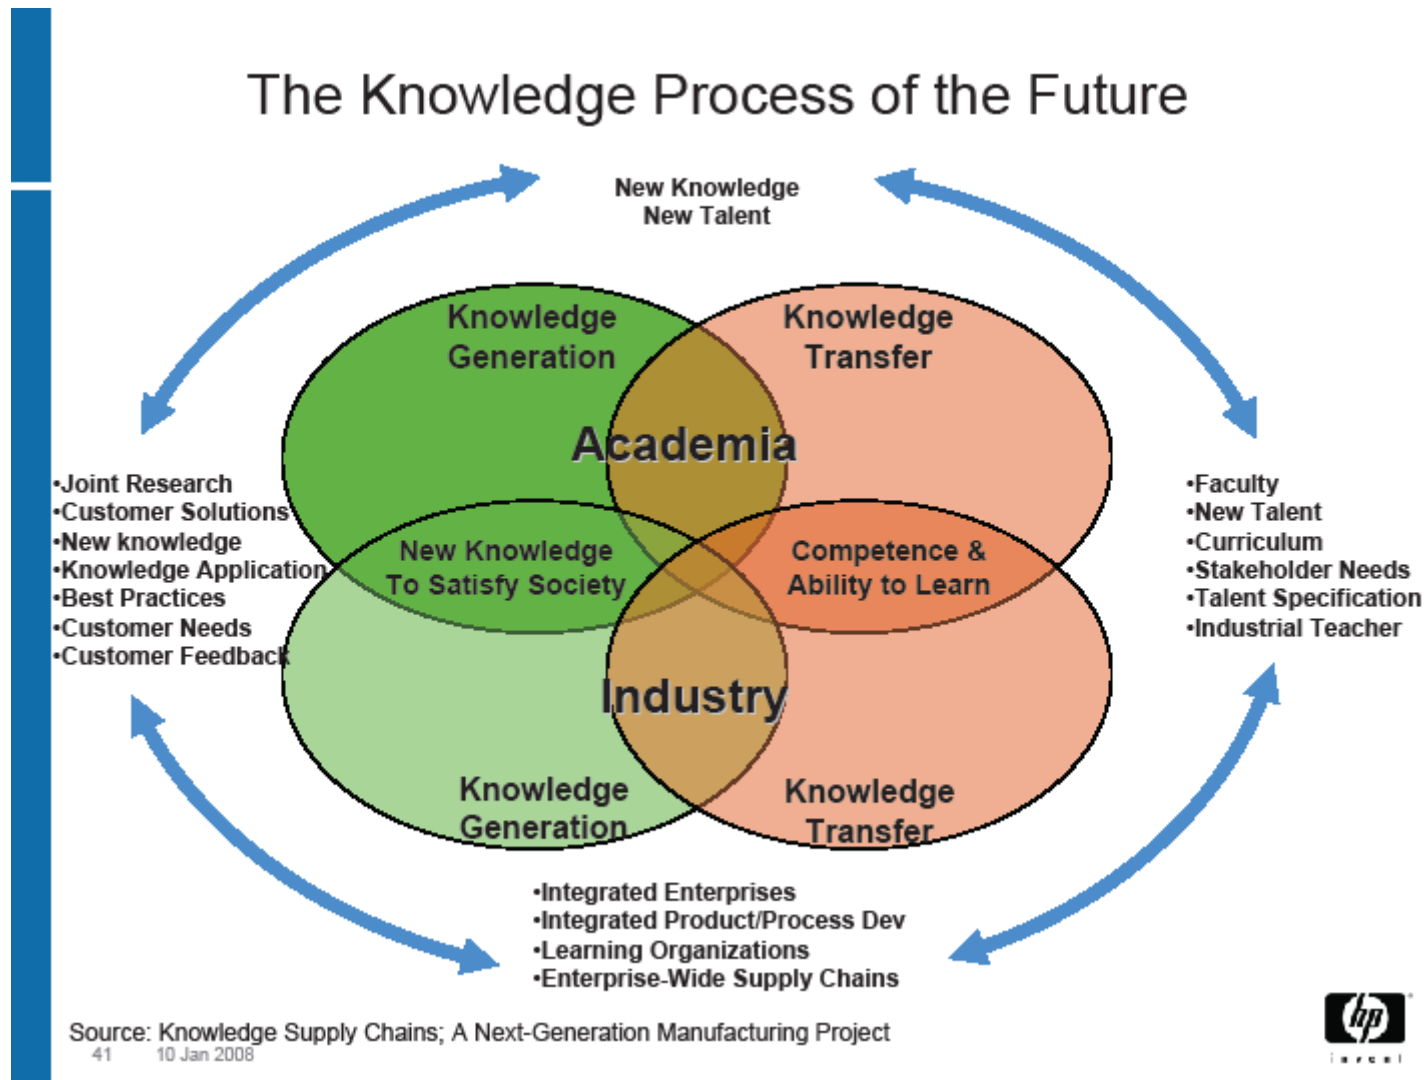 The Knowledge Process of the Future
New Knowledge
New Talent
Knowledge
Generation
Knowledge
Transfer
Academia
•Joint Research
•Customer Solutions
•New knowledge
•Knowledge Application
•Best Practices
•Customer Needs
•Customer Feedback
New Knowledge
To Satisfy Society
Competence &
Ability to Learn
•Faculty
•New Talent
•Curriculum
•Stakeholder Needs
•Talent Specification
•Industrial Teacher
Industry
Knowledge
Generation
Knowledge
Transfer
•Integrated Enterprises
•Integrated Product/Process Dev
•Learning Organizations
•Enterprise-Wide Supply Chains
Source: Knowledge Supply Chains; A Next-Generation Manufacturing Project
41 10 Jan 2008
hp
invent